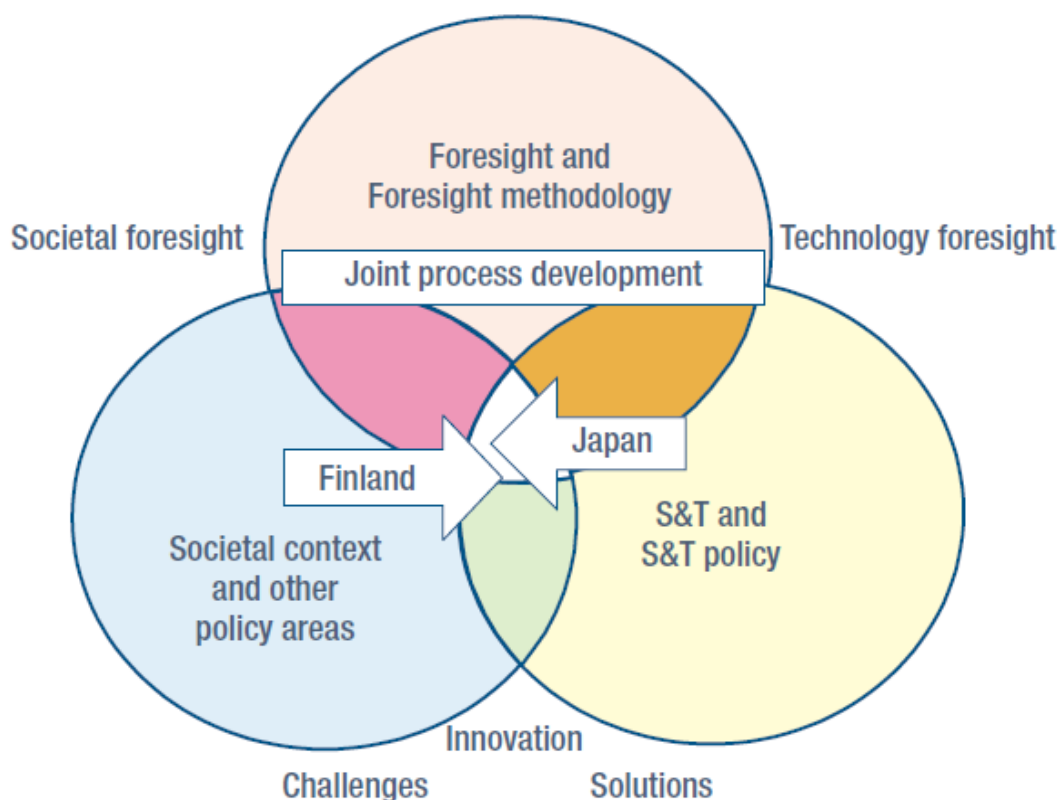 Foresight and
Foresight methodology
Societal foresight
Technology foresight
Joint process development
Japan
Finland
S&T and
S&T policy
Societal context
and other
policy areas
Innovation
Challenges
Solutions